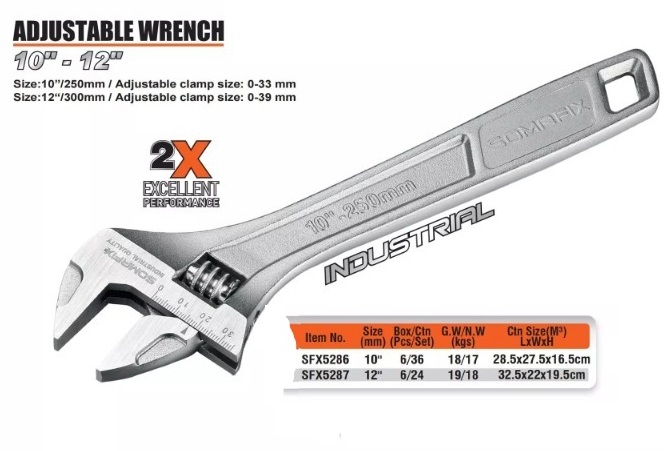 ADJUSTABLE WRENCH
10" - 12"
Size:10"/250mm / Adjustable clamp size: 0-33 mm
Size:12"/300mm / Adjustable clamp size: 0-39 mm
2X
EXCELLENT
PERFORMANCE
SOMAFIX
10"-250mm
INDUSTRIAL
SOMAFIX
INDUSTRIAL QUALITY
0 10 20 30
Item No. Size (mm) Box/Ctn (Pcs/Set) G.W/N.W (kgs) Ctn Size(M³) LxWxH
SFX5286 10" 6/36 18/17 28.5x27.5x16.5cm
SFX5287 12" 6/24 19/18 32.5x22x19.5cm